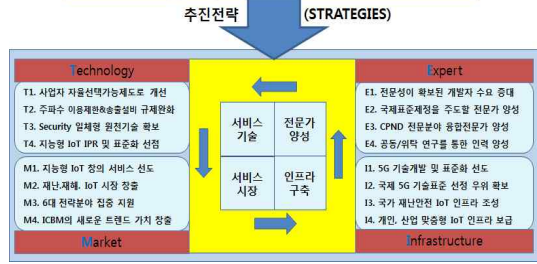 추진전략 (STRATEGIES)
Technology
T1. 사업자 자율선택가능제도로 개선
T2. 주파수 이용제한&송출설비 규제완화
T3. Security 일체형 원천기술 확보
T4. 지능형 IoT IPR 및 표준화 선점
Expert
E1. 전문성이 확보된 개발자 수요 증대
E2. 국제표준제정을 주도할 전문가 양성
E3. CPND 전문분야 융합전문가 양성
E4. 공동/위탁 연구를 통한 인력 양성
서비스
기술
전문가
양성
서비스
시장
인프라
구축
M1. 지능형 IoT 창의 서비스 선도
M2. 재난.재해. IoT 시장 창출
M3. 6대 전략분야 집중 지원
M4. ICBM의 새로운 트렌드 가치 창출
Market
I1. 5G 기술개발 및 표준화 선도
I2. 국제 5G 기술표준 선정 우위 확보
I3. 국가 재난안전 IoT 인프라 조성
I4. 개인, 산업 맞춤형 IoT 인프라 보급
Infrastructure